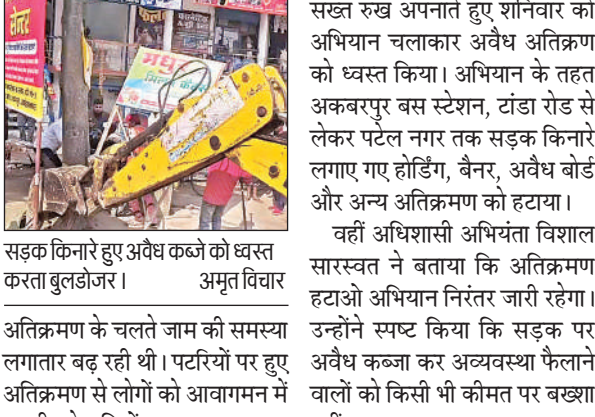 सेन्टर
मधु
सड़क किनारे हुए अवैध कब्जे को ध्वस्त
करता बुलडोजर। अमृत विचार
अतिक्रमण के चलते जाम की समस्या
लगातार बढ़ रही थी। पटरियों पर हुए
अतिक्रमण से लोगों को आवागमन में
सख्त रुख अपनाते हुए शनिवार को
अभियान चलाकार अवैध अतिक्रण
को ध्वस्त किया। अभियान के तहत
अकबरपुर बस स्टेशन, टांडा रोड से
लेकर पटेल नगर तक सड़क किनारे
लगाए गए होर्डिंग, बैनर, अवैध बोर्ड
और अन्य अतिक्रमण को हटाया।
वहीं अधिशासी अभियंता विशाल
सारस्वत ने बताया कि अतिक्रमण
हटाओ अभियान निरंतर जारी रहेगा।
उन्होंने स्पष्ट किया कि सड़क पर
अवैध कब्जा कर अव्यवस्था फैलाने
वालों को किसी भी कीमत पर बख्शा